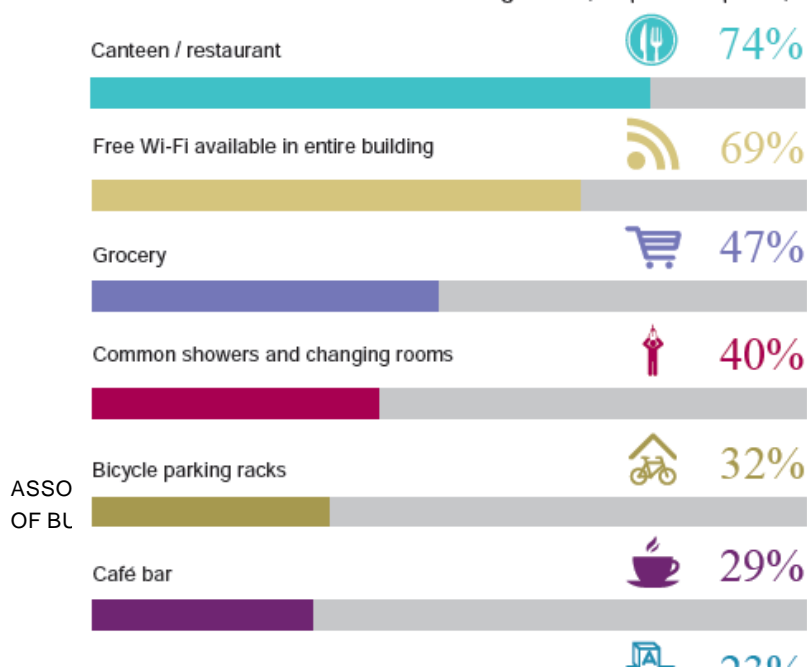 Canteen / restaurant 74%
Free Wi-Fi available in entire building 69%
Grocery 47%
Common showers and changing rooms 40%
Bicycle parking racks 32%
ASSO
OF BU
Café bar 29%
A 23%